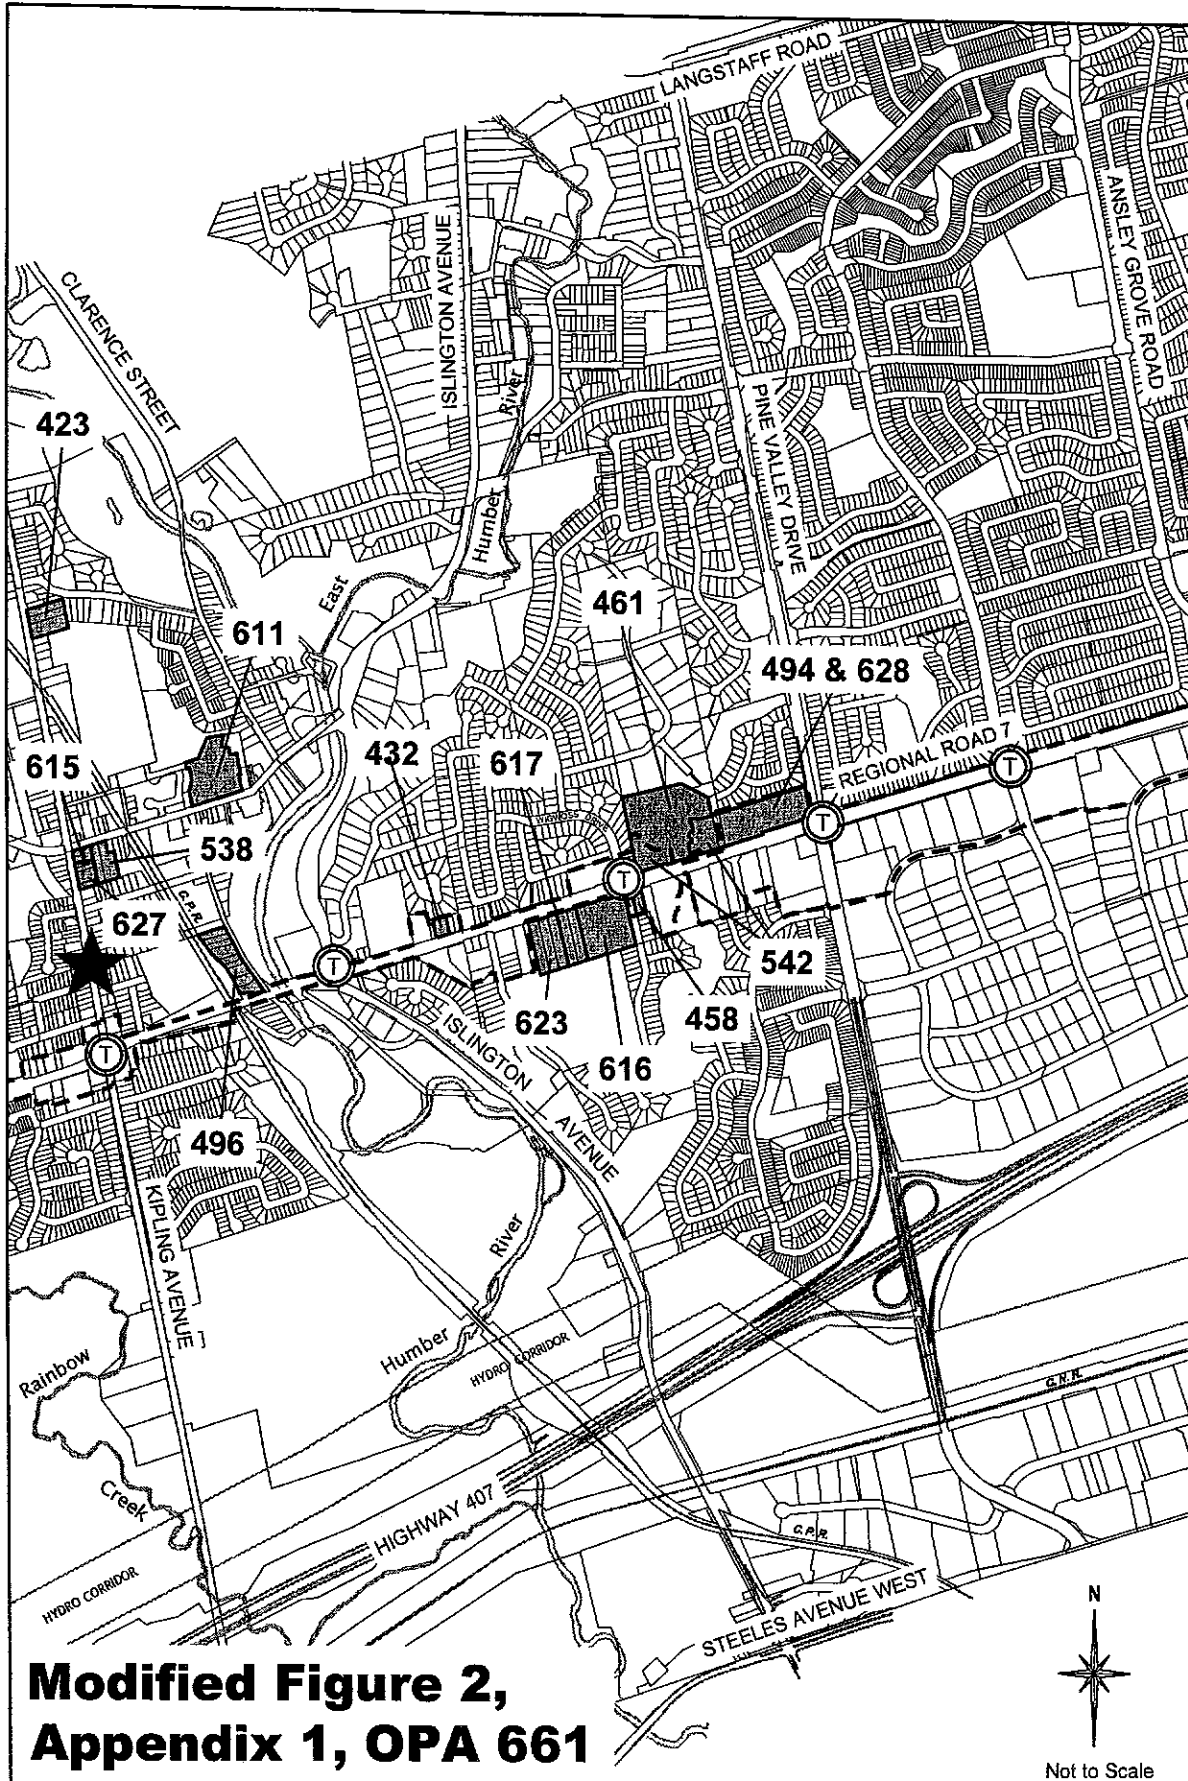 LANGSTAFF ROAD
ANSLEY GROVE ROAD
ISLINGTON AVENUE
CLARENCE STREET
River
PINE VALLEY DRIVE
423
Humber
East
461
611
494 & 628
REGIONAL ROAD 7
T
432
617
615
T
538
T
C.P.R.
627
T
542
623
458
ISLINGTON
AVENUE
616
T
496
KIPLING AVENUE
River
Rainbow
Humber
HYDRO CORRIDOR
C.N.R.
Creek
HIGHWAY 407
C.P.R.
HYDRO CORRIDOR
STEELES AVENUE WEST
N
Modified Figure 2,
Appendix 1, OPA 661
Not to Scale